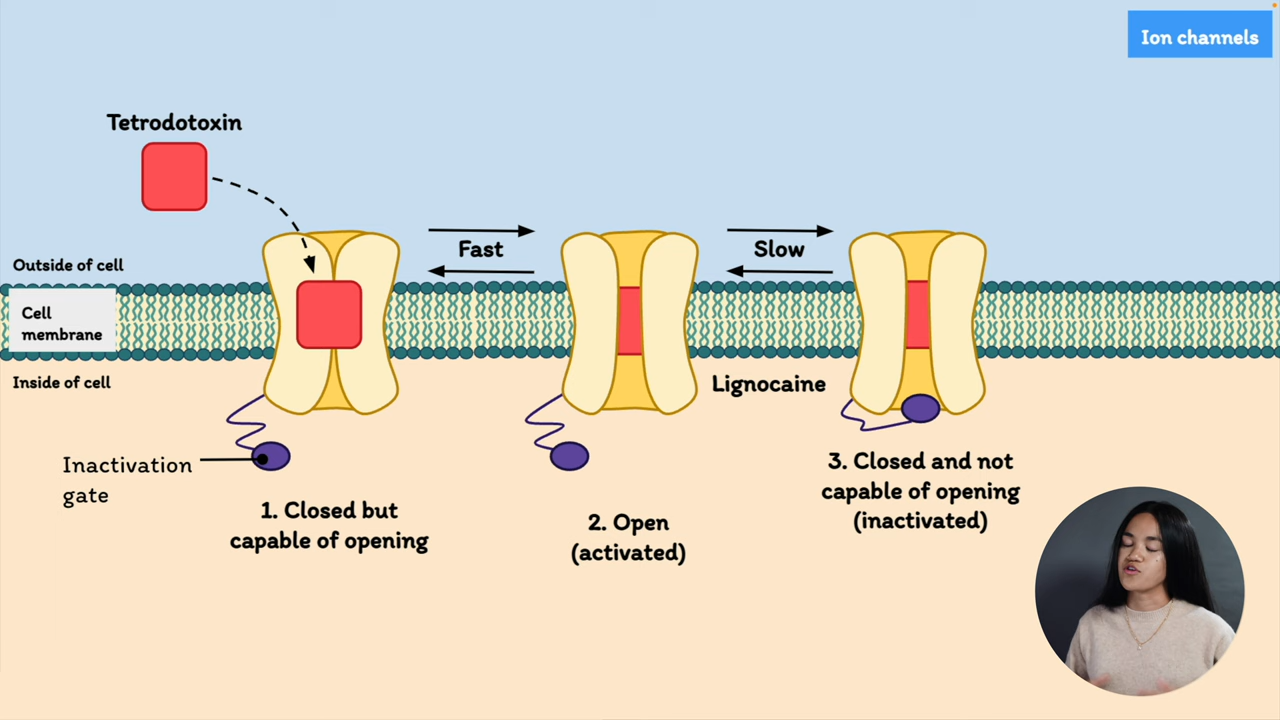 Ion channels
Tetrodotoxin
Fast
Slow
Outside of cell
Cell
membrane
Inside of cell
Lignocaine
Inactivation
gate
1. Closed but
capable of opening
2. Open
(activated)
3. Closed and not
capable of opening
(inactivated)